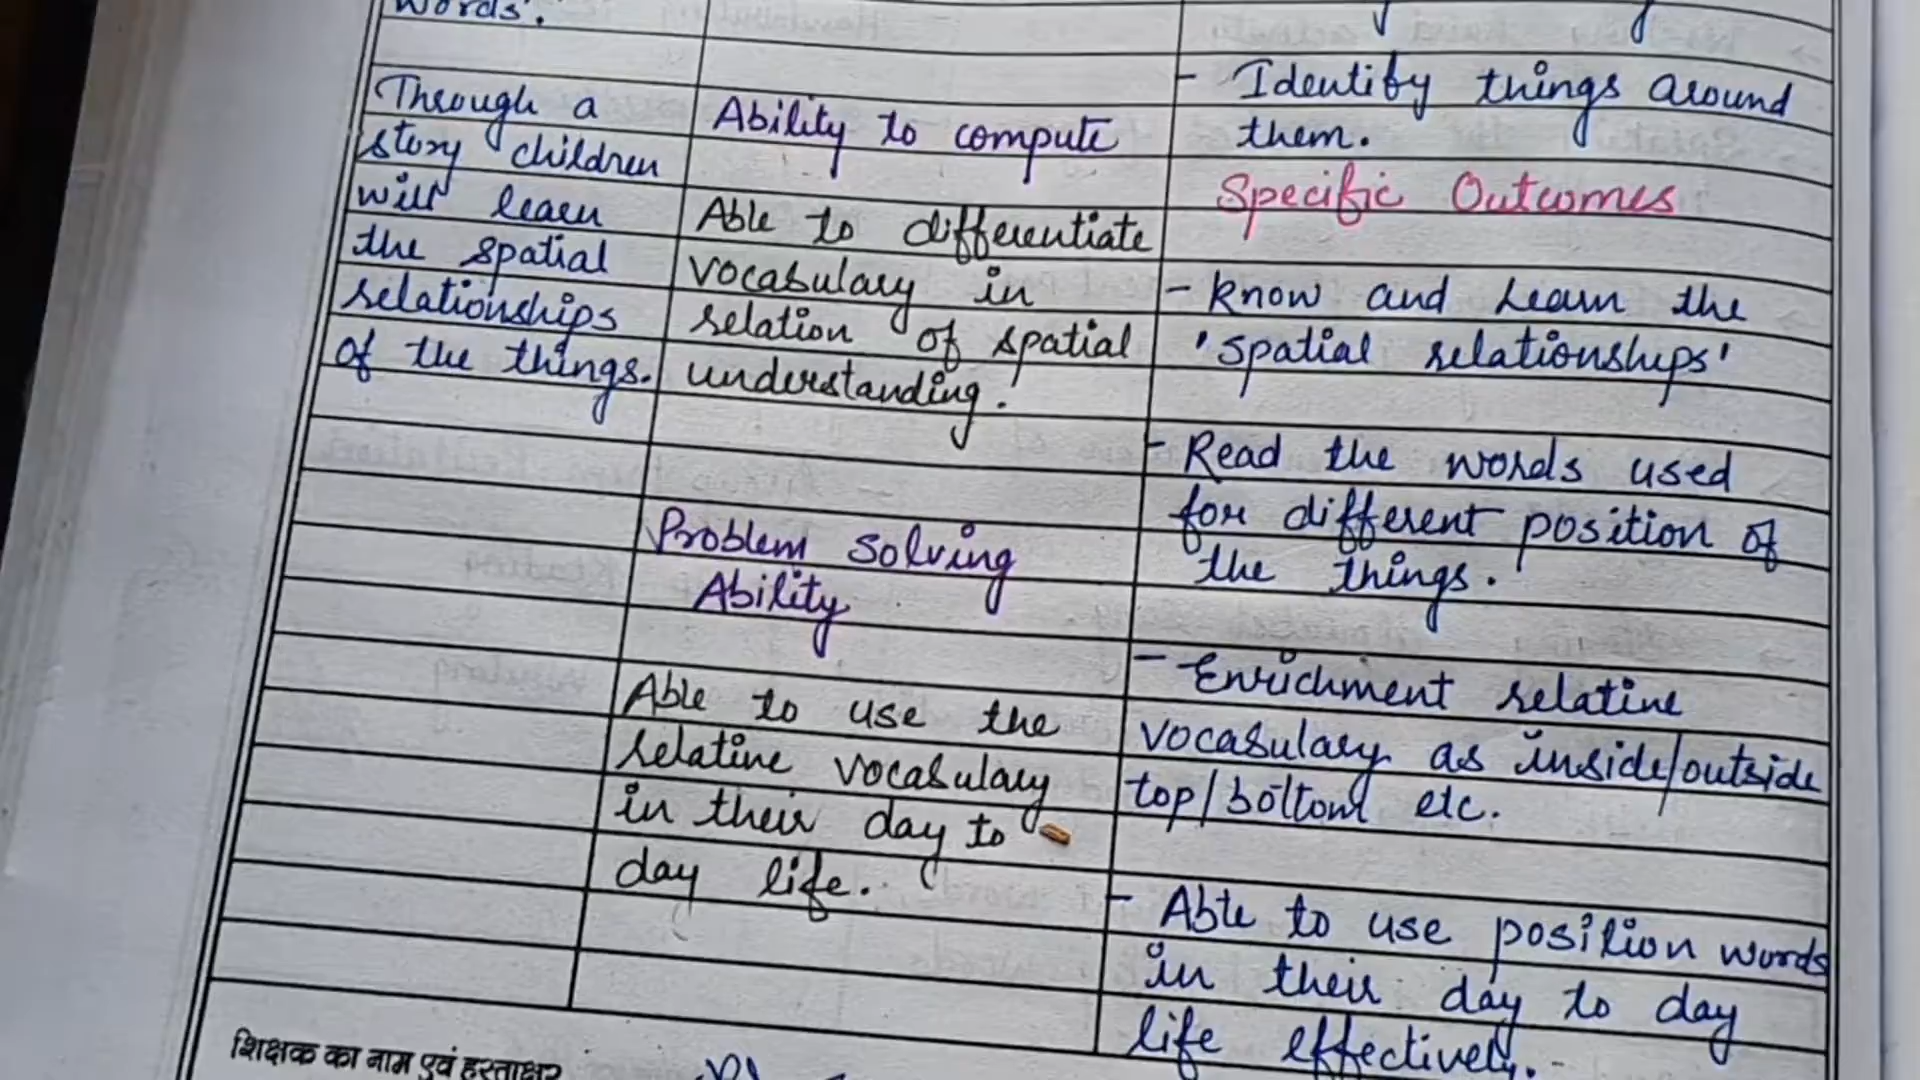 words.
Through a
story children
will learn
the spatial
relationships
of the things.
Ability to compute
Able to differentiate
vocabulary in
relation of spatial
understanding.
Problem Solving
Ability
Able to use the
relative vocabulary
in their day to
day life.
- Identify things around
them.
Specific Outcomes
- know and Learn the
'spatial relationships'
- Read the words used
for different position of
the things.
- Enrichment relative
vocabulary as inside/outside
top/bottom etc.
- Able to use position words
in their day to day
life effectively.
शिक्षक का नाम एवं हस्ताक्षर